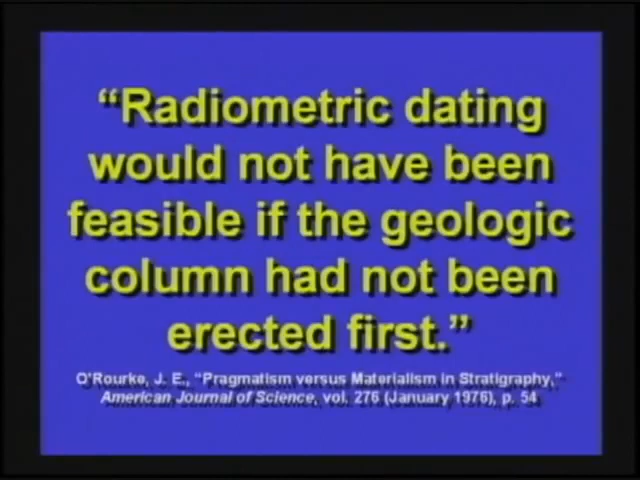 “Radiometric dating
would not have been
feasible if the geologic
column had not been
erected first.”
O'Rourke, J. E., “Pragmatism versus Materialism in Stratigraphy,”
American Journal of Science, vol. 276 (January 1976), p. 54